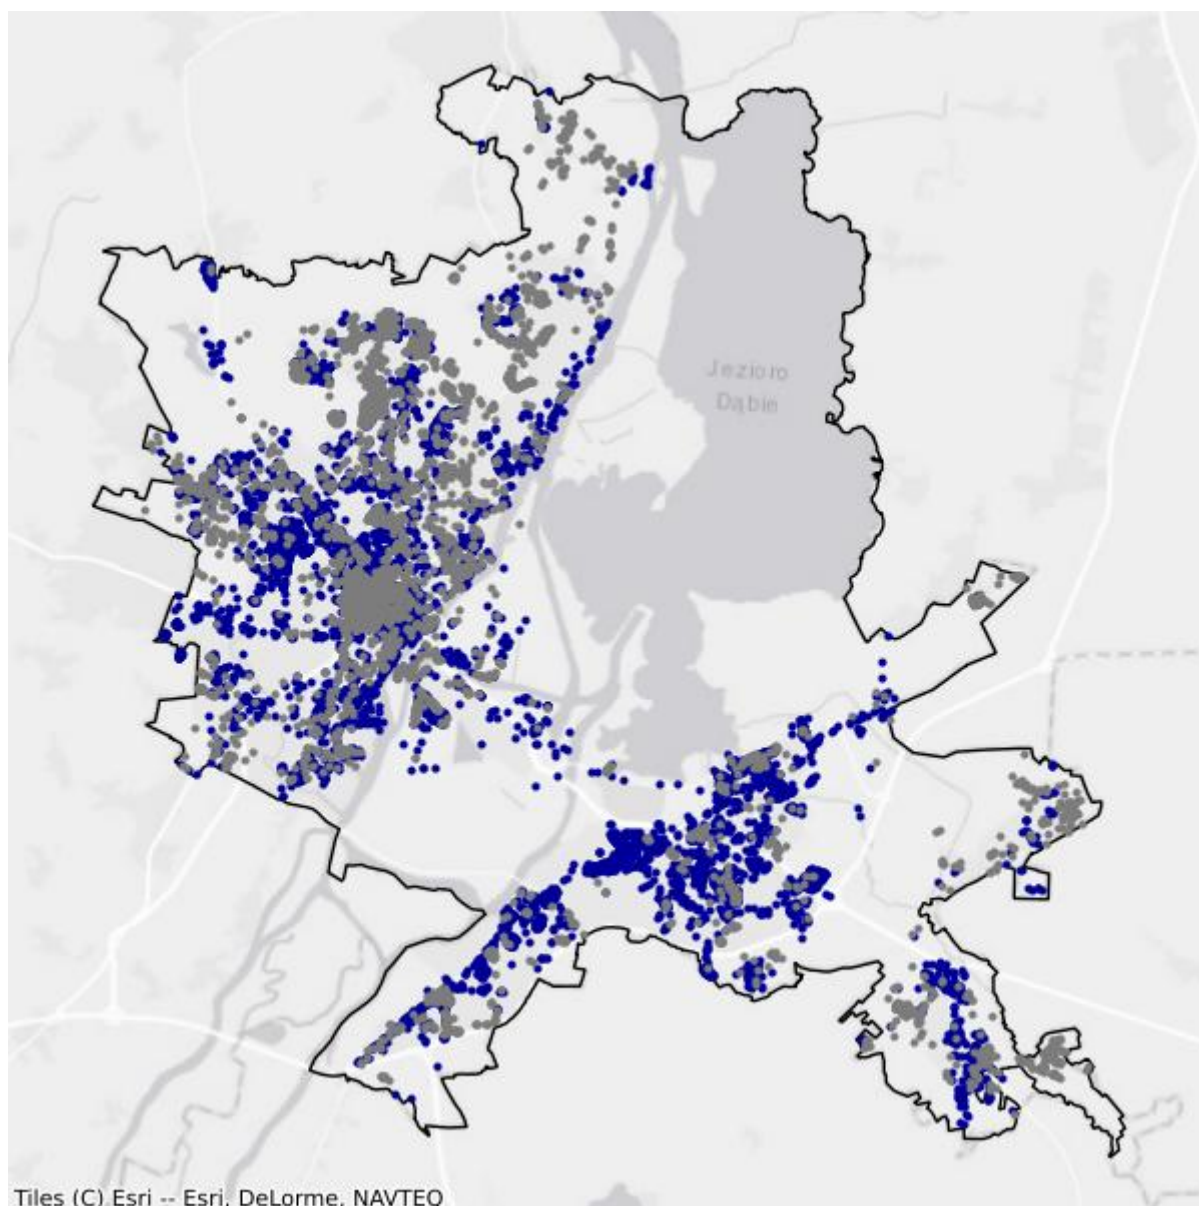 Jezioro
Dąbie
Tiles (C) Esri -- Esri, DeLorme, NAVTEQ